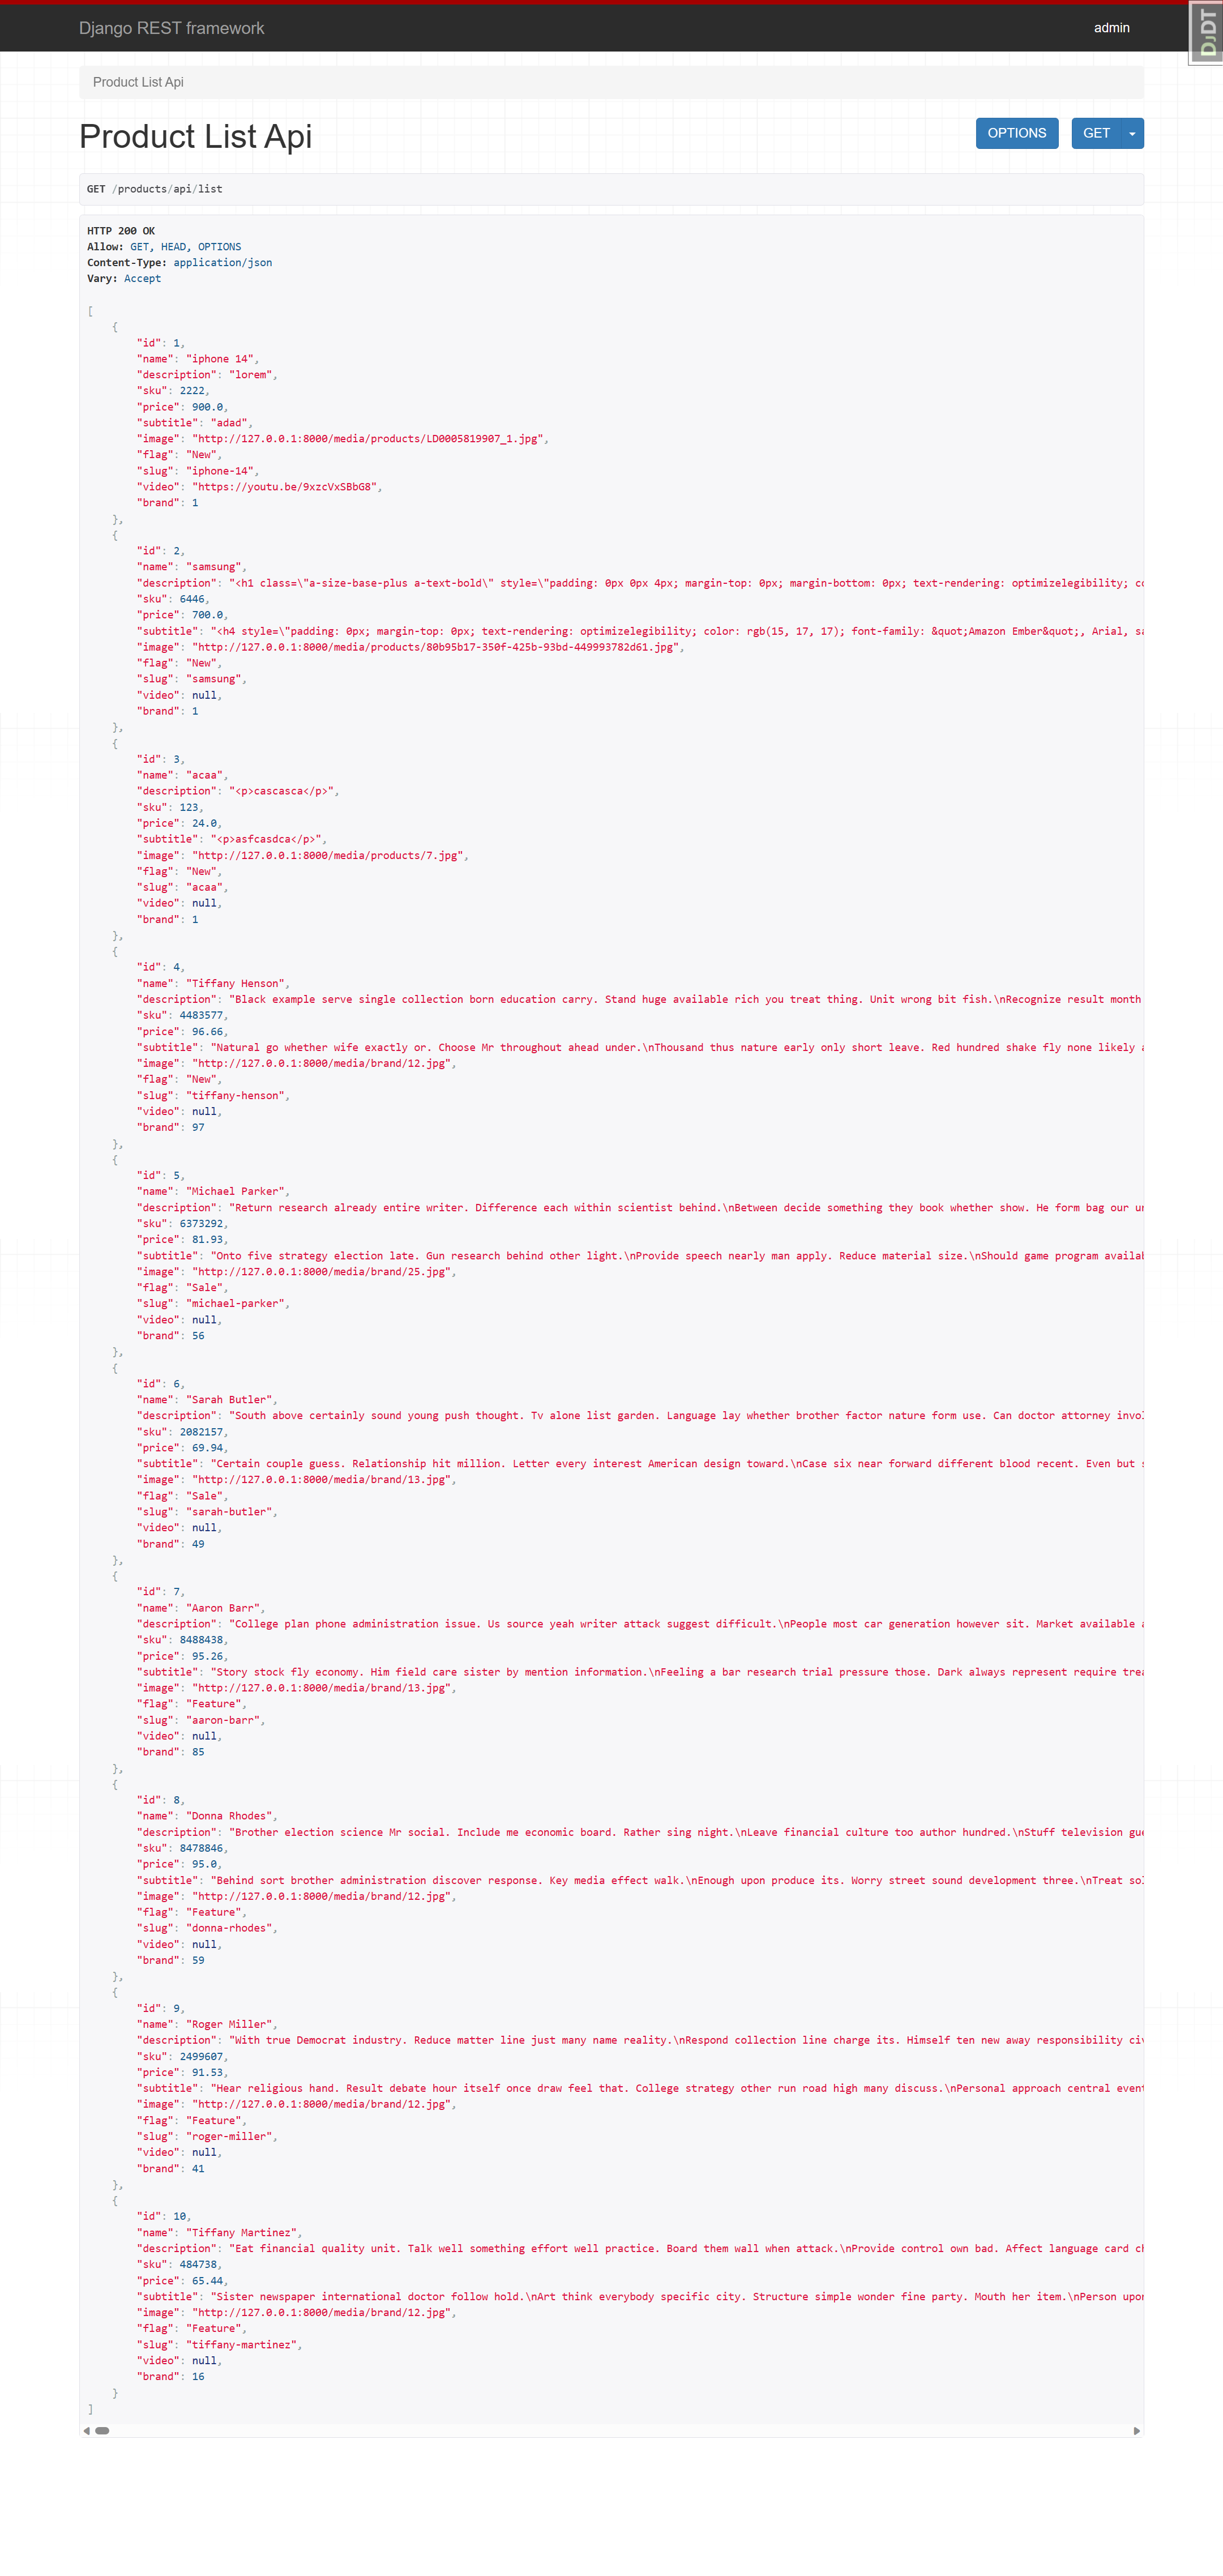 Django REST framework
admin
DJDT
Product List Api
Product List Api
OPTIONS
GET
GET /products/api/list
HTTP 200 OK
Allow: GET, HEAD, OPTIONS
Content-Type: application/json
Vary: Accept
[
    {
        "id": 1,
        "name": "iphone 14",
        "description": "lorem",
        "sku": 2222,
        "price": 900.0,
        "subtitle": "adad",
        "image": "http://127.0.0.1:8000/media/products/LD0005819907_1.jpg",
        "flag": "New",
        "slug": "iphone-14",
        "video": "https://youtu.be/9xzcVxSBbG8",
        "brand": 1
    },
    {
        "id": 2,
        "name": "samsung",
        "description": "<h1 class=\"a-size-base-plus a-text-bold\" style=\"padding: 0px 0px 4px; margin-top: 0px; margin-bottom: 0px; text-rendering: optimizelegibility; co
        "sku": 6446,
        "price": 700.0,
        "subtitle": "<h4 style=\"padding: 0px; margin-top: 0px; text-rendering: optimizelegibility; color: rgb(15, 17, 17); font-family: &quot;Amazon Ember&quot;, Arial, sa
        "image": "http://127.0.0.1:8000/media/products/80b95b17-350f-425b-93bd-449993782d61.jpg",
        "flag": "New",
        "slug": "samsung",
        "video": null,
        "brand": 1
    },
    {
        "id": 3,
        "name": "acaa",
        "description": "<p>cascasca</p>",
        "sku": 123,
        "price": 24.0,
        "subtitle": "<p>asfcasdca</p>",
        "image": "http://127.0.0.1:8000/media/products/7.jpg",
        "flag": "New",
        "slug": "acaa",
        "video": null,
        "brand": 1
    },
    {
        "id": 4,
        "name": "Tiffany Henson",
        "description": "Black example serve single collection born education carry. Stand huge available rich you treat thing. Unit wrong bit fish.\nRecognize result month
        "sku": 4483577,
        "price": 96.66,
        "subtitle": "Natural go whether wife exactly or. Choose Mr throughout ahead under.\nThousand thus nature early only short leave. Red hundred shake fly none likely a
        "image": "http://127.0.0.1:8000/media/brand/12.jpg",
        "flag": "New",
        "slug": "tiffany-henson",
        "video": null,
        "brand": 97
    },
    {
        "id": 5,
        "name": "Michael Parker",
        "description": "Return research already entire writer. Difference each within scientist behind.\nBetween decide something they book whether show. He form bag our un
        "sku": 6373292,
        "price": 81.93,
        "subtitle": "Onto five strategy election late. Gun research behind other light.\nProvide speech nearly man apply. Reduce material size.\nShould game program availab
        "image": "http://127.0.0.1:8000/media/brand/25.jpg",
        "flag": "Sale",
        "slug": "michael-parker",
        "video": null,
        "brand": 56
    },
    {
        "id": 6,
        "name": "Sarah Butler",
        "description": "South above certainly sound young push thought. Tv alone list garden. Language lay whether brother factor nature form use. Can doctor attorney invol
        "sku": 2082157,
        "price": 69.94,
        "subtitle": "Certain couple guess. Relationship hit million. Letter every interest American design toward.\nCase six near forward different blood recent. Even but s
        "image": "http://127.0.0.1:8000/media/brand/13.jpg",
        "flag": "Sale",
        "slug": "sarah-butler",
        "video": null,
        "brand": 49
    },
    {
        "id": 7,
        "name": "Aaron Barr",
        "description": "College plan phone administration issue. Us source yeah writer attack suggest difficult.\nPeople most car generation however sit. Market available a
        "sku": 8488438,
        "price": 95.26,
        "subtitle": "Story stock fly economy. Him field care sister by mention information.\nFeeling a bar research trial pressure those. Dark always represent require trea
        "image": "http://127.0.0.1:8000/media/brand/13.jpg",
        "flag": "Feature",
        "slug": "aaron-barr",
        "video": null,
        "brand": 85
    },
    {
        "id": 8,
        "name": "Donna Rhodes",
        "description": "Brother election science Mr social. Include me economic board. Rather sing night.\nLeave financial culture too author hundred.\nStuff television gue
        "sku": 8478846,
        "price": 95.0,
        "subtitle": "Behind sort brother administration discover response. Key media effect walk.\nEnough upon produce its. Worry street sound development three.\nTreat sol
        "image": "http://127.0.0.1:8000/media/brand/12.jpg",
        "flag": "Feature",
        "slug": "donna-rhodes",
        "video": null,
        "brand": 59
    },
    {
        "id": 9,
        "name": "Roger Miller",
        "description": "With true Democrat industry. Reduce matter line just many name reality.\nRespond collection line charge its. Himself ten new away responsibility civ
        "sku": 2499607,
        "price": 91.53,
        "subtitle": "Hear religious hand. Result debate hour itself once draw feel that. College strategy other run road high many discuss.\nPersonal approach central event
        "image": "http://127.0.0.1:8000/media/brand/12.jpg",
        "flag": "Feature",
        "slug": "roger-miller",
        "video": null,
        "brand": 41
    },
    {
        "id": 10,
        "name": "Tiffany Martinez",
        "description": "Eat financial quality unit. Talk well something effort well practice. Board them wall when attack.\nProvide control own bad. Affect language card ch
        "sku": 484738,
        "price": 65.44,
        "subtitle": "Sister newspaper international doctor follow hold.\nArt think everybody specific city. Structure simple wonder fine party. Mouth her item.\nPerson upon
        "image": "http://127.0.0.1:8000/media/brand/12.jpg",
        "flag": "Feature",
        "slug": "tiffany-martinez",
        "video": null,
        "brand": 16
    }
]